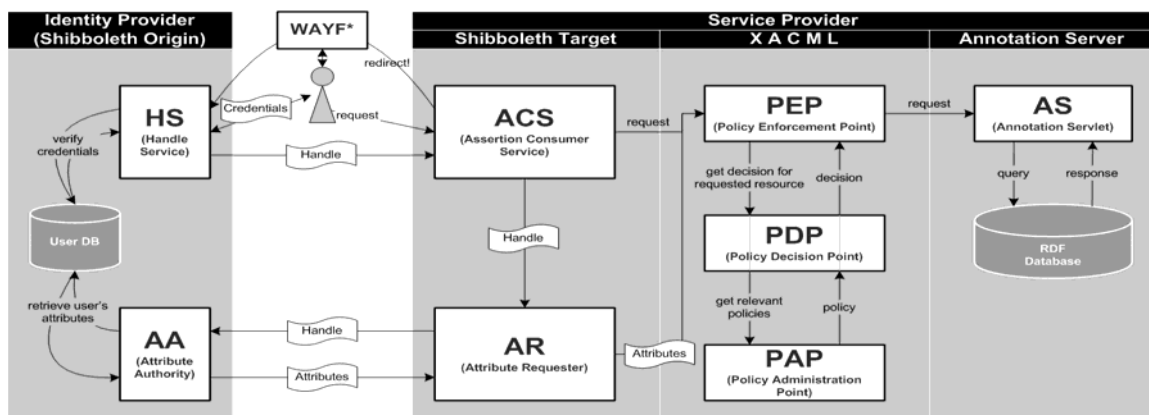 Identity Provider
(Shibboleth Origin)
WAYF*
Service Provider
Shibboleth Target
X A C M L
Annotation Server
redirect!
HS
(Handle
Service)
Credentials
request
ACS
(Assertion Consumer
Service)
request
PEP
(Policy Enforcement Point)
request
AS
(Annotation Servlet)
verify
credentials
Handle
get decision for
requested resource
decision
query
response
User DB
Handle
PDP
(Policy Decision Point)
RDF
Database
retrieve user's
attributes
get relevant
policies
policy
AA
(Attribute
Authority)
Handle
Attributes
AR
(Attribute Requester)
Attributes
PAP
(Policy Administration
Point)